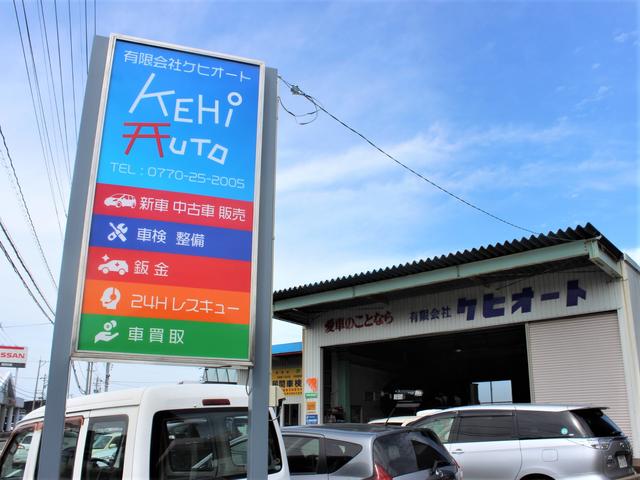 有限会社ケヒオート
KEHi
AUTO
TEL:0770-25-2005
新車 中古車 販売
車検 整備
鈑金
24Hレスキュー
車買取
愛車のことなら 有限会社 ケヒオート
NISSAN